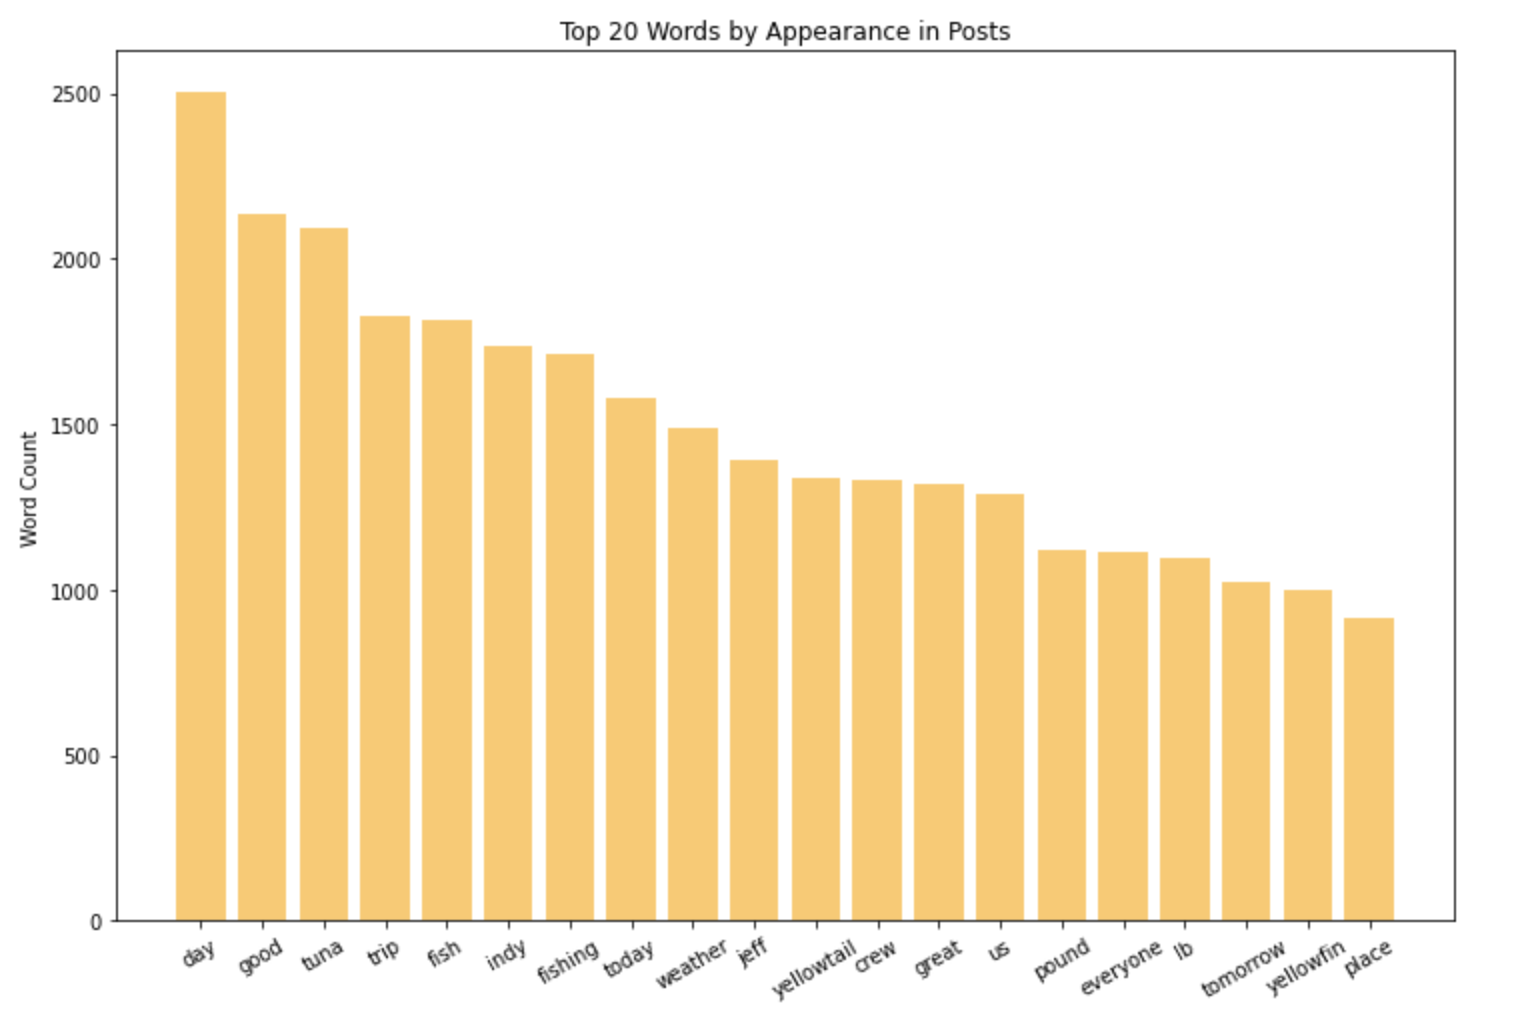 Top 20 Words by Appearance in Posts
Word Count
2500
2000
1500
1000
500
0
day good tuna trip fish indy fishing today weather jeff yellowtail crew great us pound everyone lb tomorrow yellowfin place